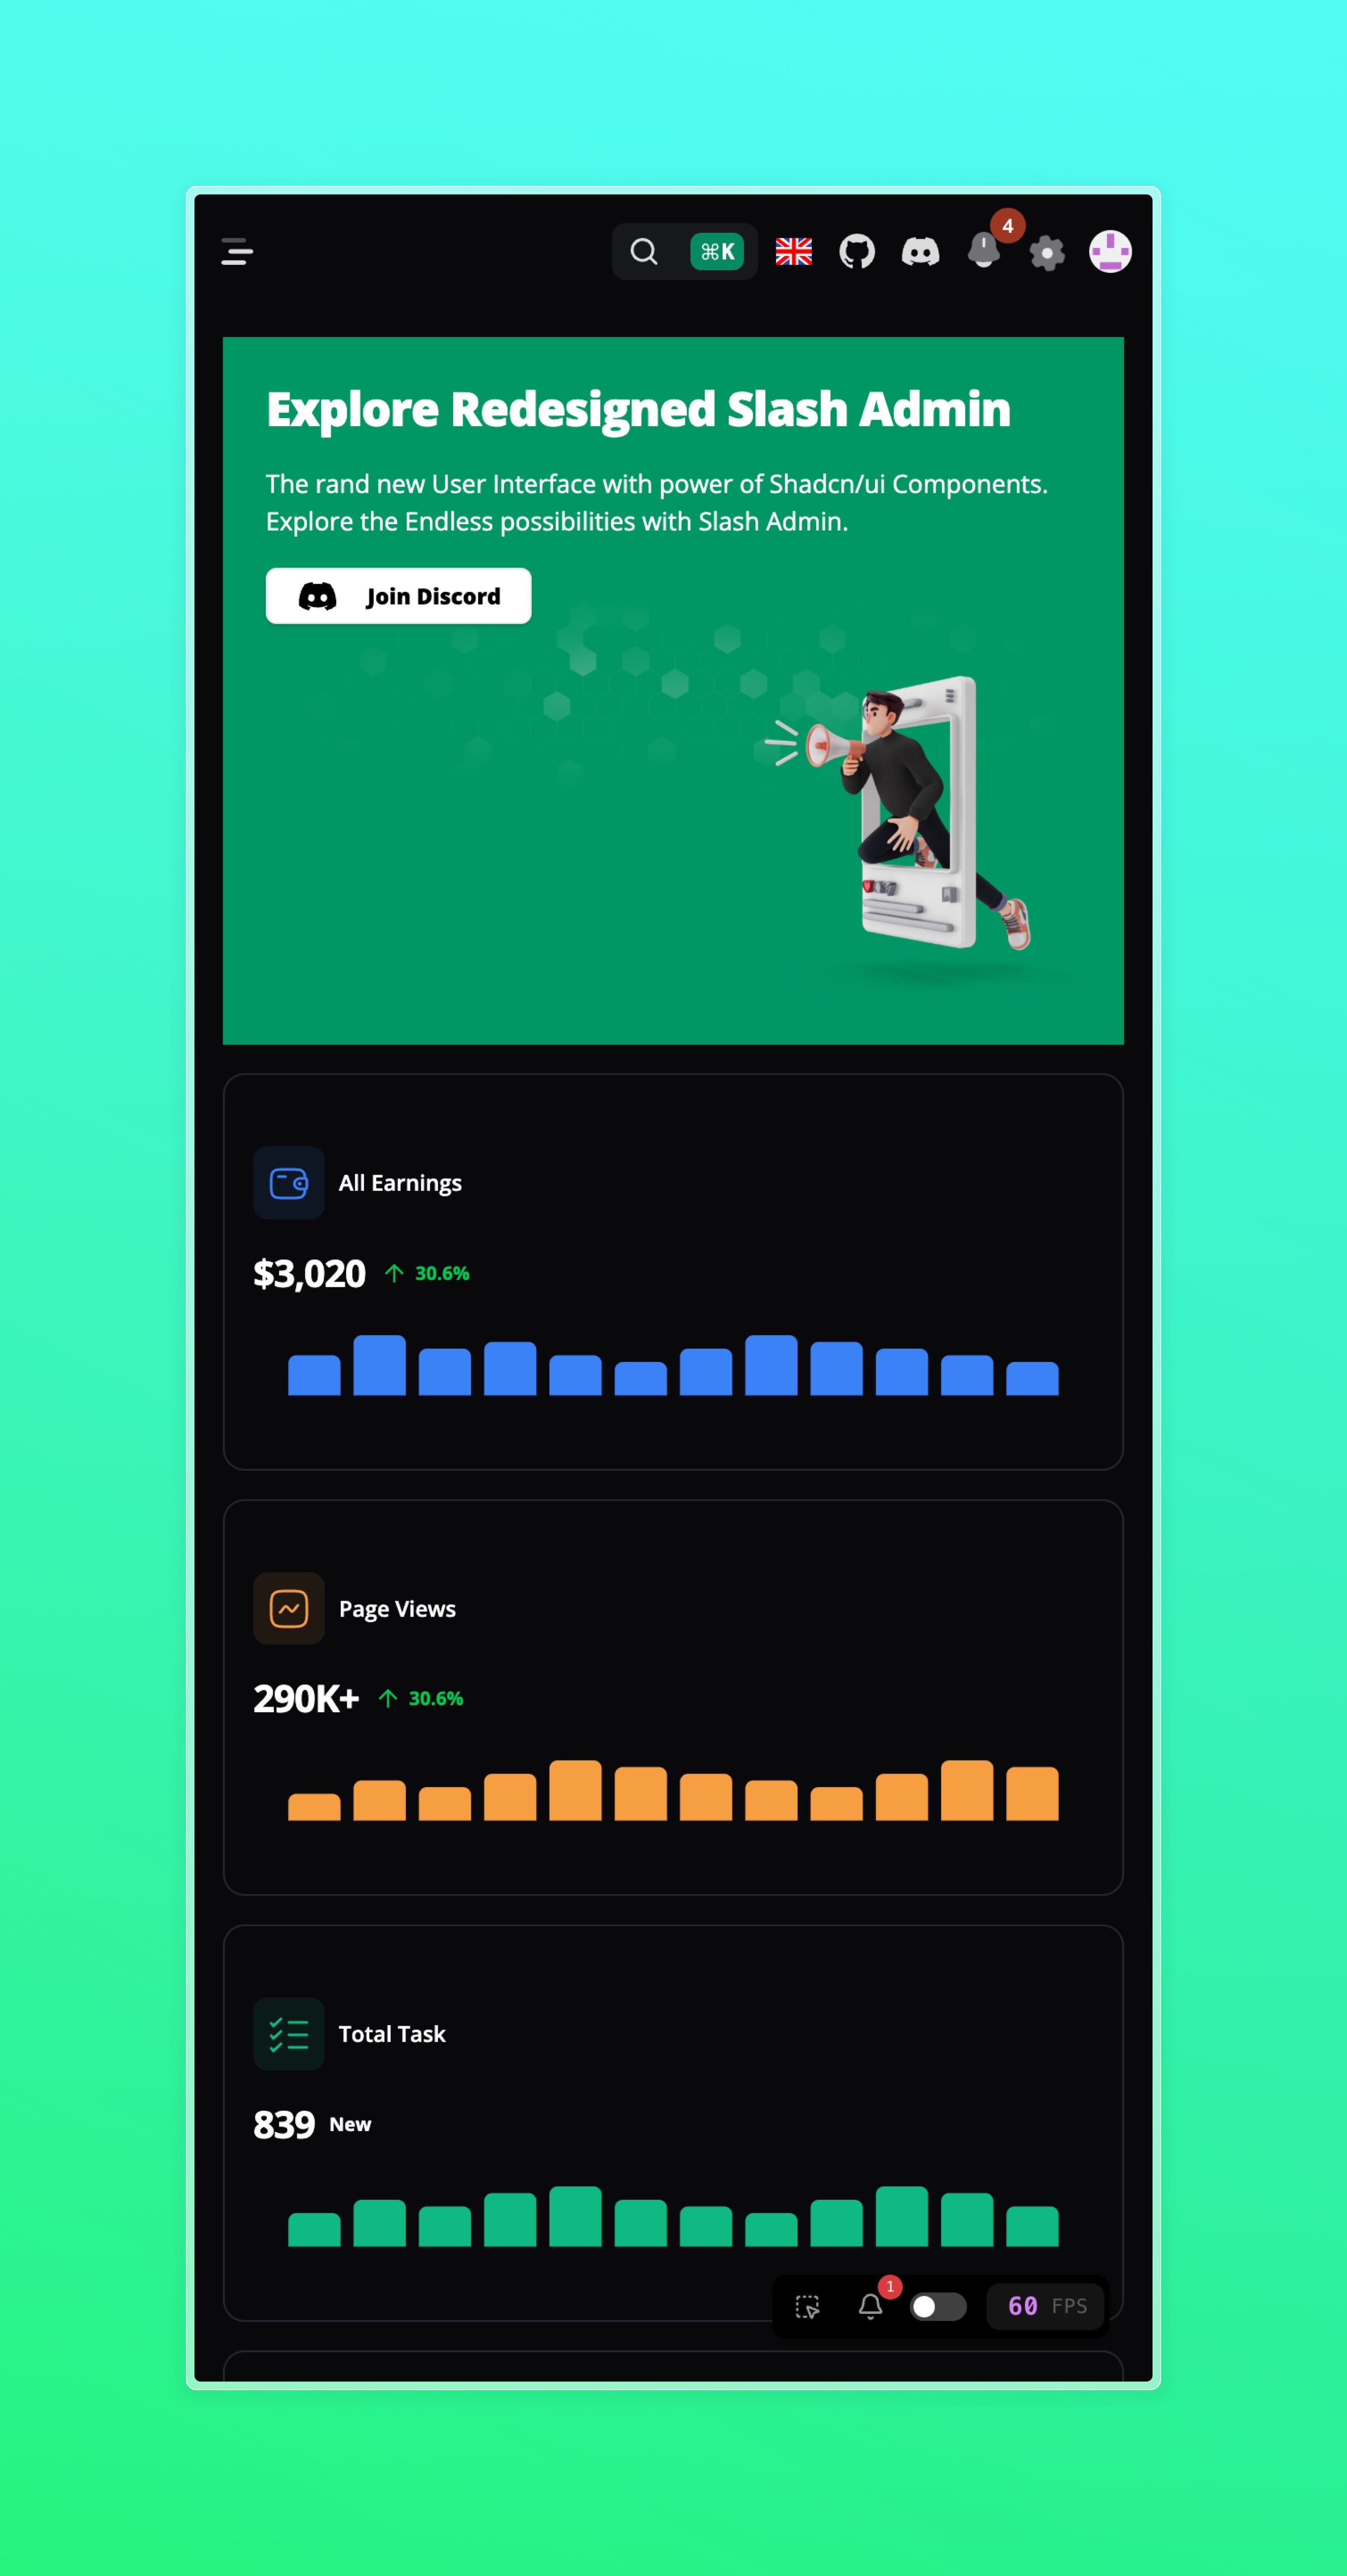 ⌘K
4
Explore Redesigned Slash Admin
The rand new User Interface with power of Shadcn/ui Components.
Explore the Endless possibilities with Slash Admin.
Join Discord
All Earnings
$3,020 30.6%
Page Views
290K+ 30.6%
Total Task
839 New
1
60 FPS